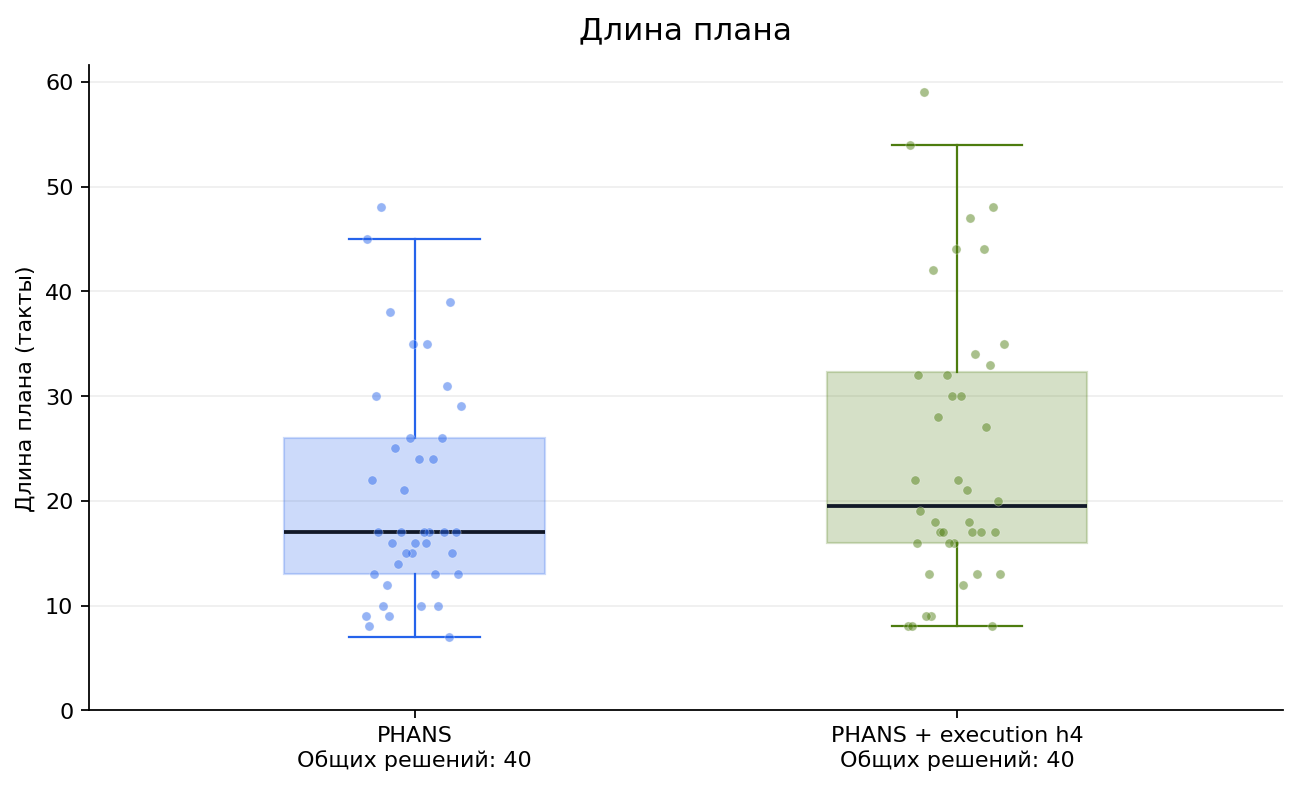 Длина плана
Длина плана (такты)
60
50
40
30
20
10
0
PHANS
Общих решений: 40
PHANS + execution h4
Общих решений: 40